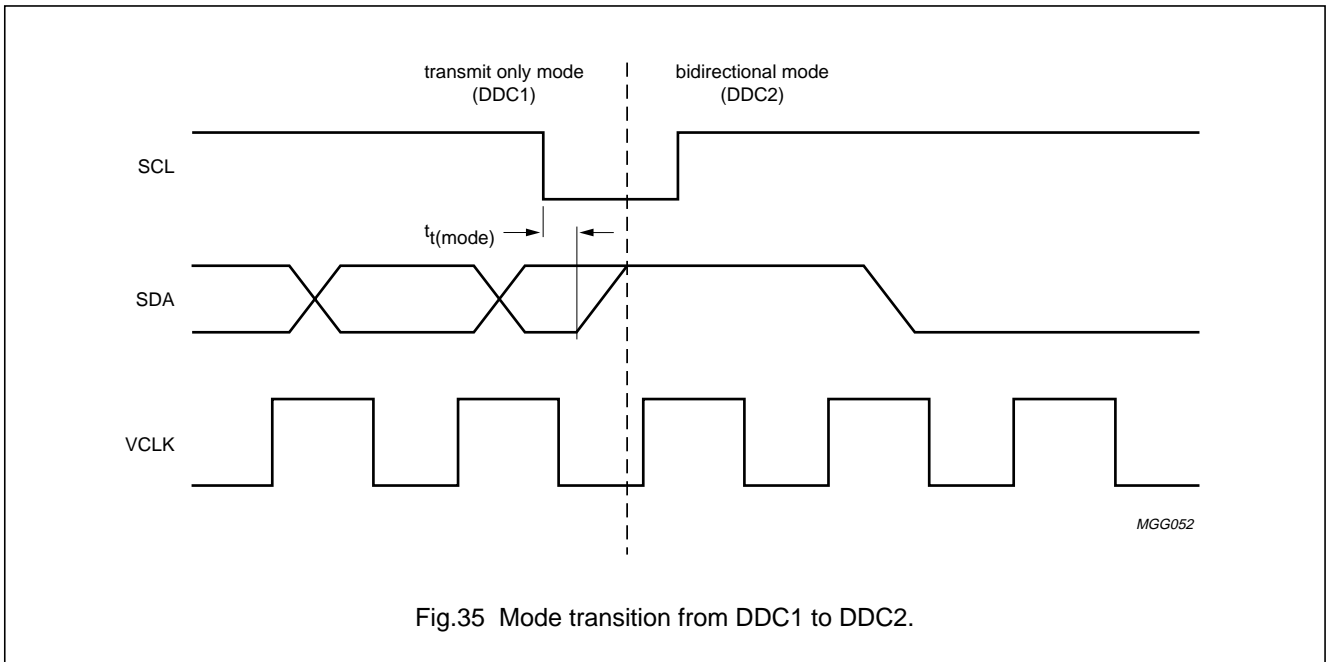 transmit only mode
(DDC1)
bidirectional mode
(DDC2)
SCL
tt(mode)
SDA
VCLK
MGG052
Fig.35 Mode transition from DDC1 to DDC2.